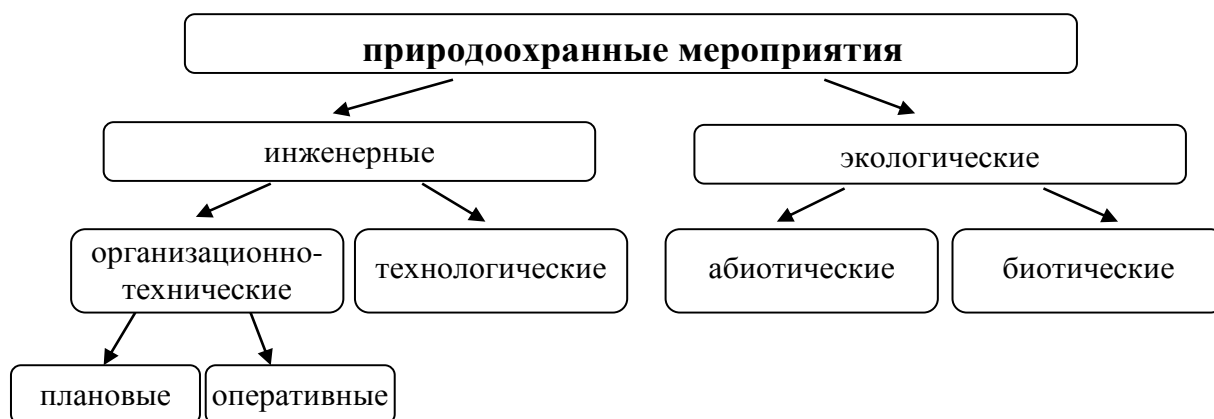 природоохранные мероприятия
инженерные
экологические
организационно-
технические
технологические
абиотические
биотические
плановые
оперативные